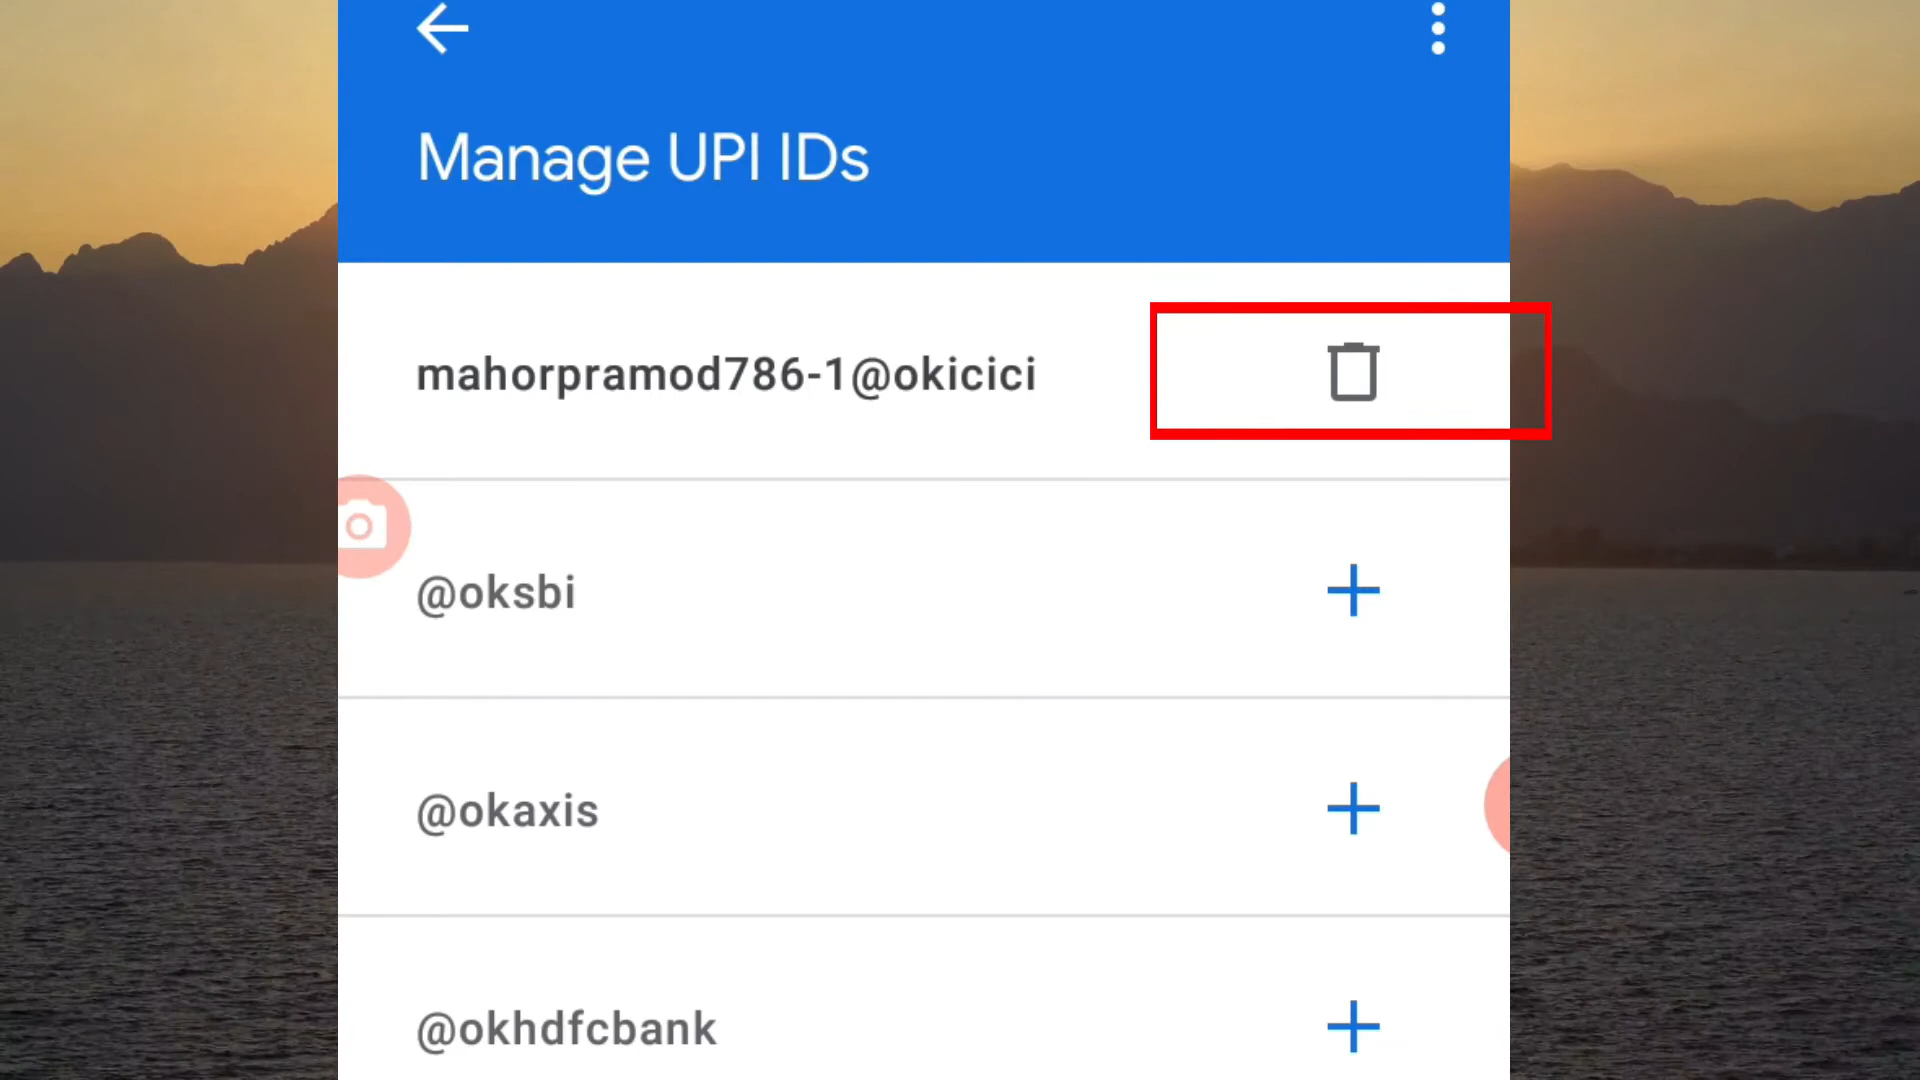 Manage UPI IDs
mahorpramod786-1@okicici
@oksbi
@okaxis
@okhdfcbank